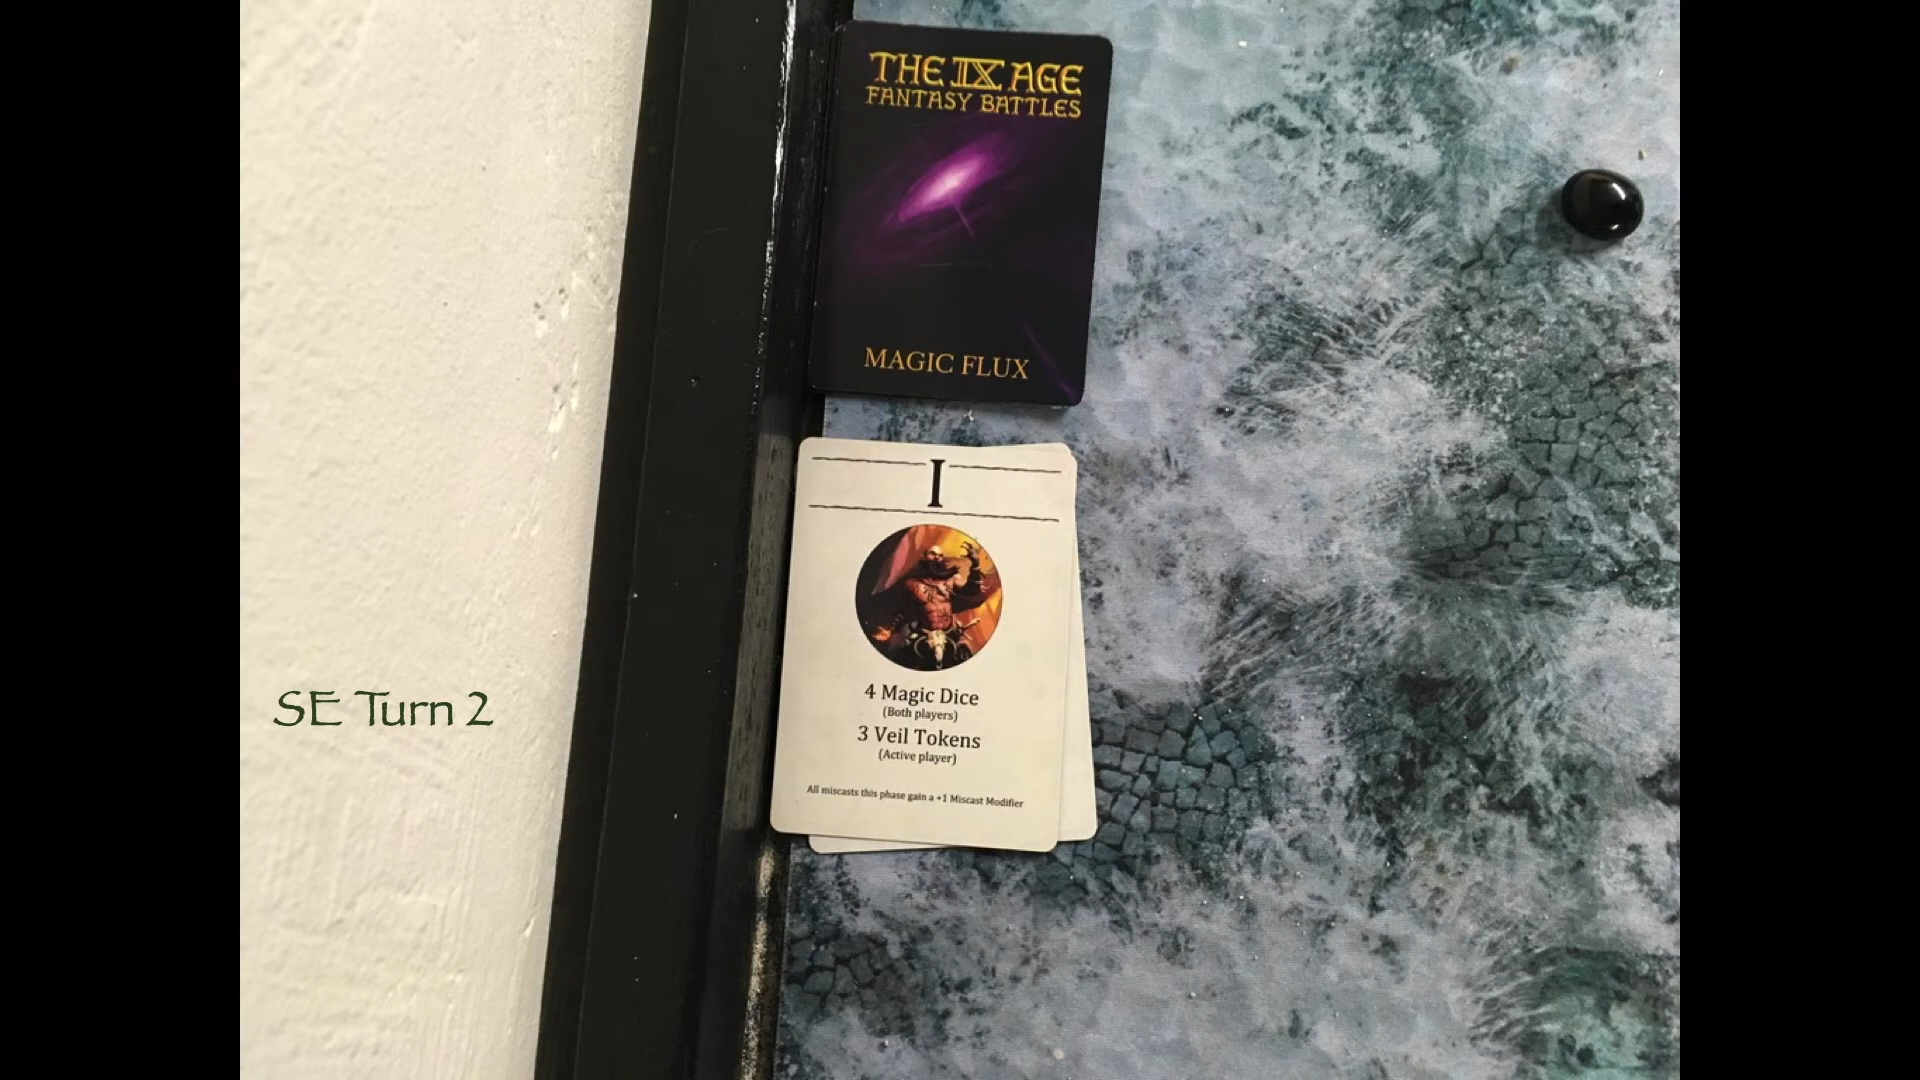 THE IX AGE
FANTASY BATTLES
MAGIC FLUX
I
4 Magic Dice
(Both players)
3 Veil Tokens
(Active player)
All miscasts this phase gain a +1 Miscast Modifier
SE Turn 2